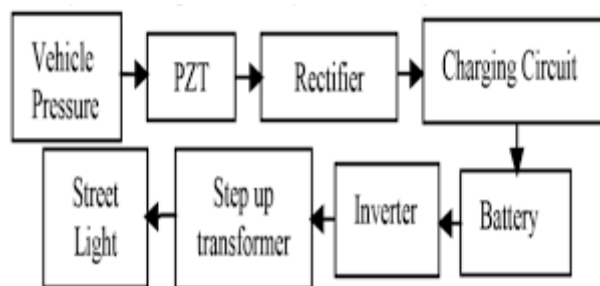 Vehicle
Pressure
PZT
Rectifier
Charging Circuit
Street
Light
Step up
transformer
Inverter
Battery